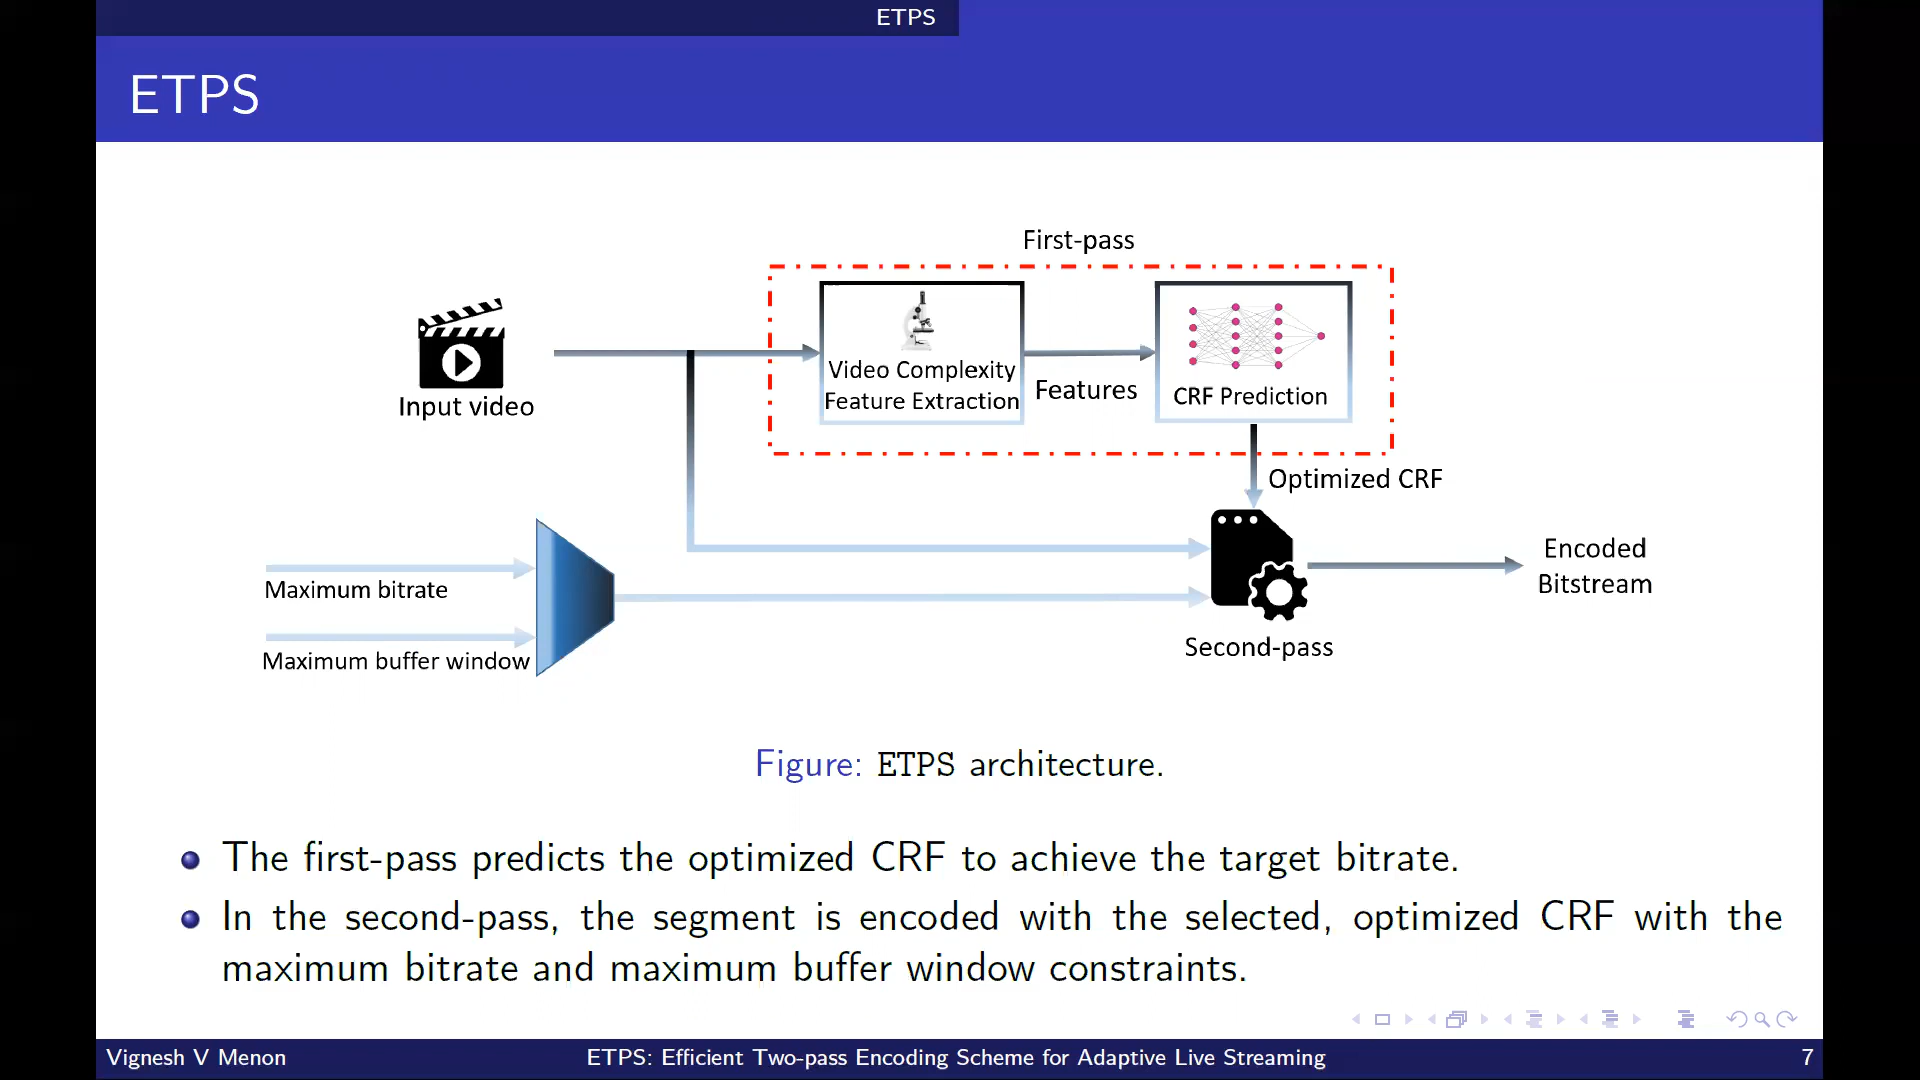 ETPS
ETPS
First-pass
Input video
Video Complexity
Feature Extraction
Features
CRF Prediction
Optimized CRF
Maximum bitrate
Maximum buffer window
Second-pass
Encoded
Bitstream
Figure: ETPS architecture.
The first-pass predicts the optimized CRF to achieve the target bitrate.
In the second-pass, the segment is encoded with the selected, optimized CRF with the
maximum bitrate and maximum buffer window constraints.
Vignesh V Menon ETPS: Efficient Two-pass Encoding Scheme for Adaptive Live Streaming 7